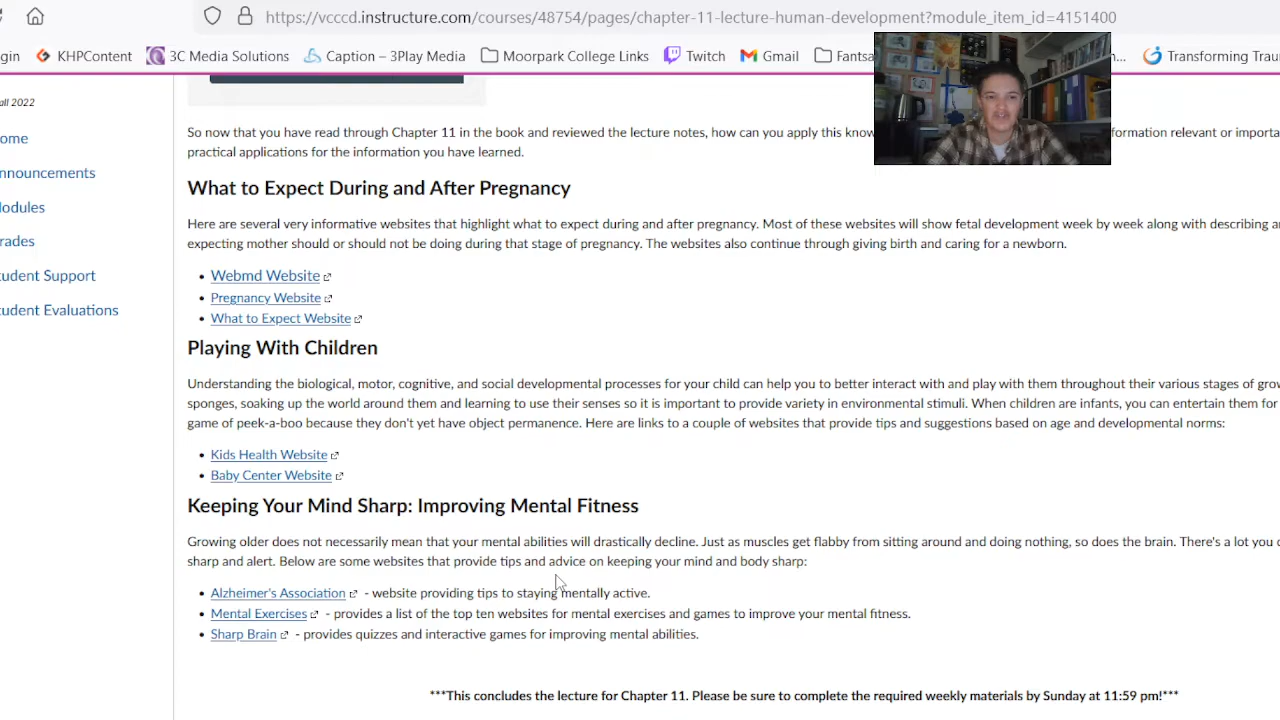 https://vcccd.instructure.com/courses/48754/pages/chapter-11-lecture-human-development?module_item_id=4151400
KHPContent 3C Media Solutions Caption – 3Play Media Moorpark College Links Twitch Gmail Transforming
2022
Home
Announcements
Modules
Grades
Student Support
Student Evaluations
So now that you have read through Chapter 11 in the book and reviewed the lecture notes, how can you apply this relevant or
practical applications for the information you have learned.
What to Expect During and After Pregnancy
Here are several very informative websites that highlight what to expect during and after pregnancy. Most of these websites will show fetal development week by week along with describing
expecting mother should or should not be doing during that stage of pregnancy. The websites also continue through giving birth and caring for a newborn.
• Webmd Website
• Pregnancy Website
• What to Expect Website
Playing With Children
Understanding the biological, motor, cognitive, and social developmental processes for your child can help you to better interact with and play with them throughout their various stages of
sponges, soaking up the world around them and learning to use their senses so it is important to provide variety in environmental stimuli. When children are infants, you can entertain them for
game of peek-a-boo because they don't yet have object permanence. Here are links to a couple of websites that provide tips and suggestions based on age and developmental norms:
• Kids Health Website
• Baby Center Website
Keeping Your Mind Sharp: Improving Mental Fitness
Growing older does not necessarily mean that your mental abilities will drastically decline. Just as muscles get flabby from sitting around and doing nothing, so does the brain. There's a lot you
sharp and alert. Below are some websites that provide tips and advice on keeping your mind and body sharp:
• Alzheimer's Association - website providing tips to staying mentally active.
• Mental Exercises - provides a list of the top ten websites for mental exercises and games to improve your mental fitness.
• Sharp Brain - provides quizzes and interactive games for improving mental abilities.
***This concludes the lecture for Chapter 11. Please be sure to complete the required weekly materials by Sunday at 11:59 pm!***